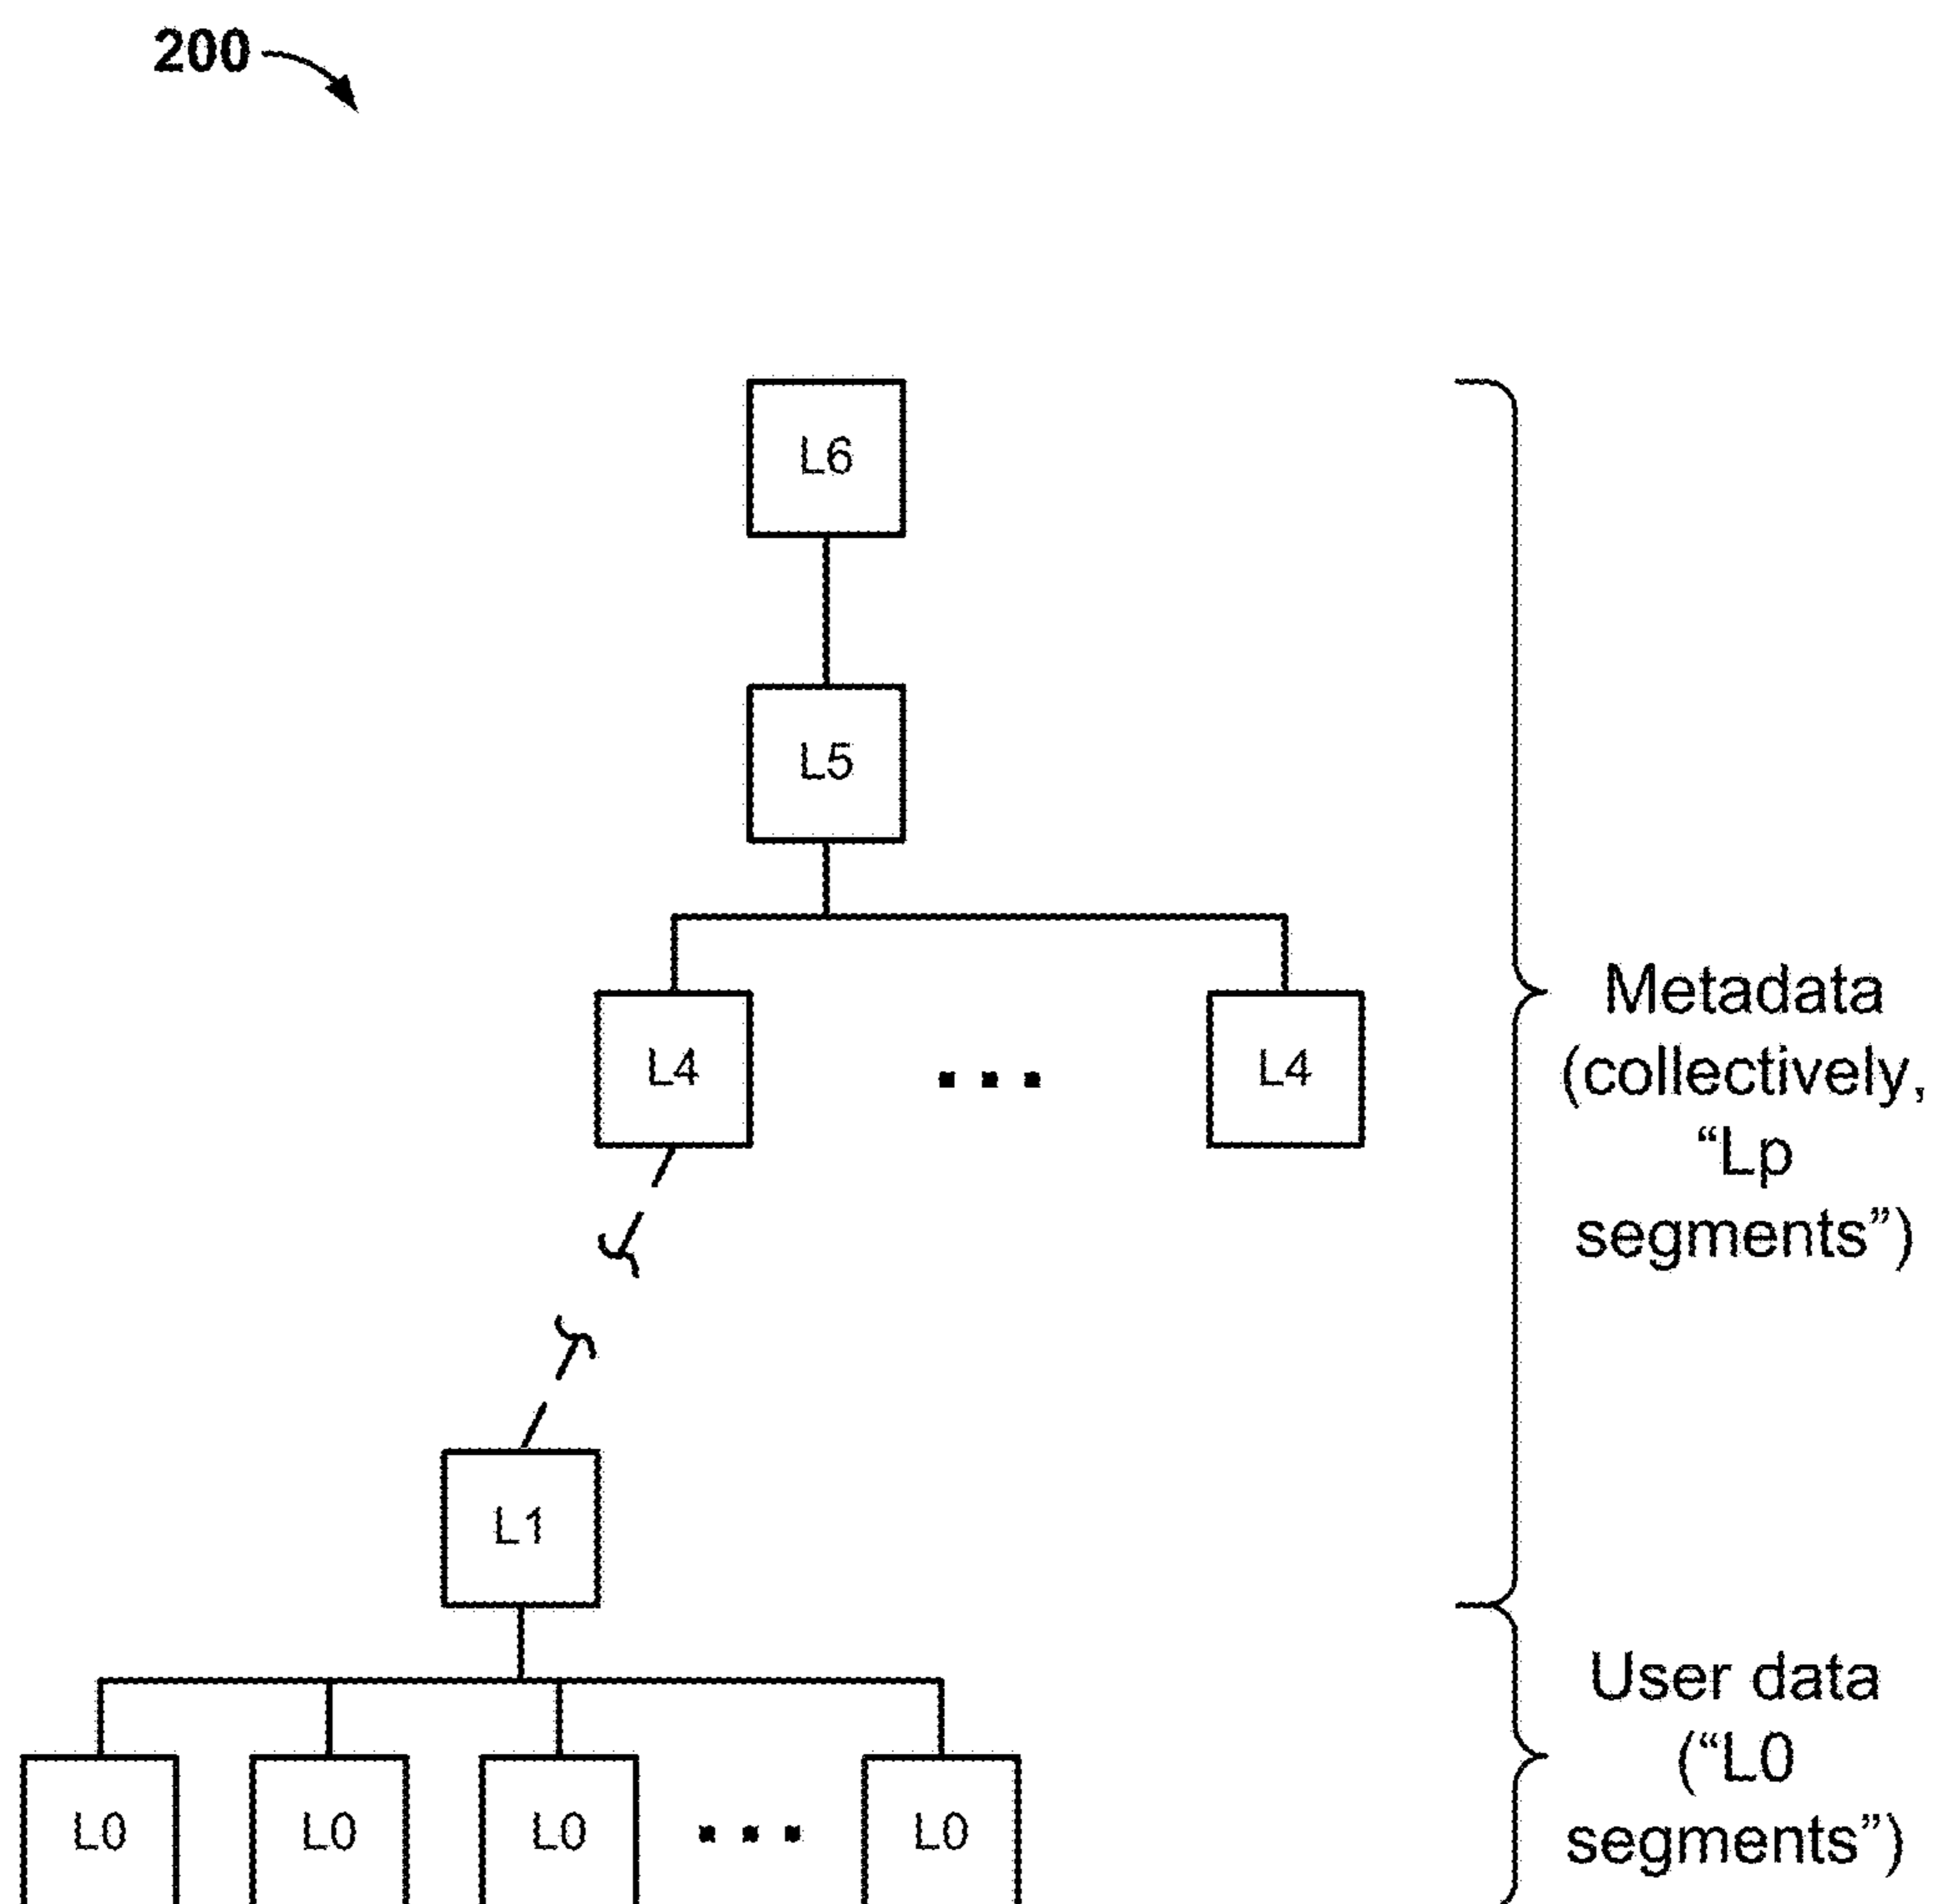 200
L6
L5
L4 ... L4
Metadata
(collectively,
“Lp
segments”)
L1
User data
(“L0
segments”)
L0 L0 L0 ... L0